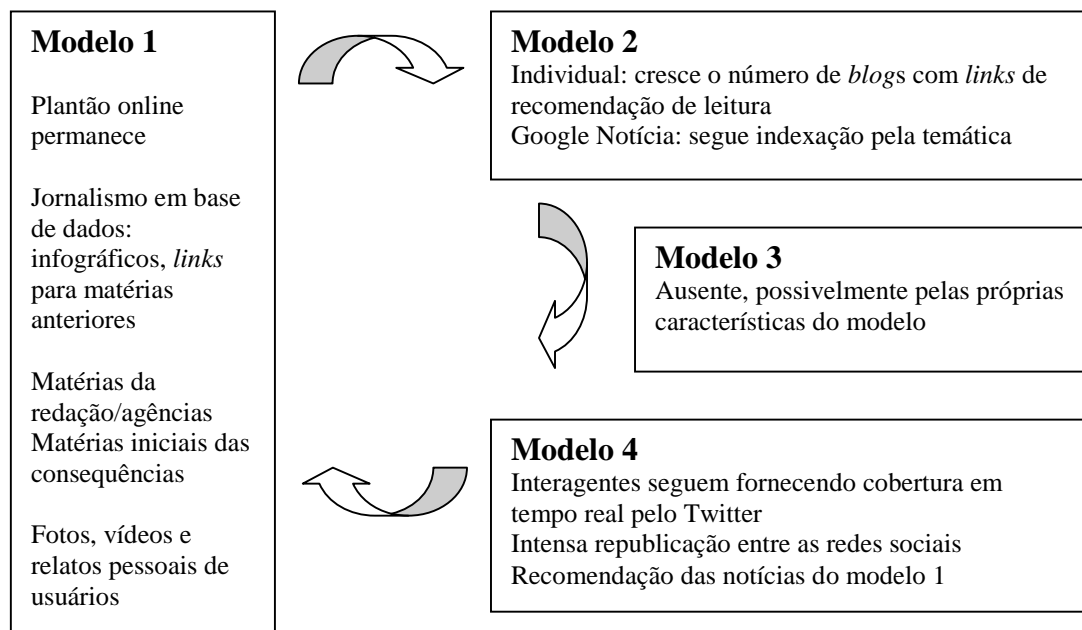 Modelo 1
Plantão online
permanece
Jornalismo em base
de dados:
infográficos, links
para matérias
anteriores
Matérias da
redação/agências
Matérias iniciais das
consequências
Fotos, vídeos e
relatos pessoais de
usuários
Modelo 2
Individual: cresce o número de blogs com links de
recomendação de leitura
Google Notícia: segue indexação pela temática
Modelo 3
Ausente, possivelmente pelas próprias
características do modelo
Modelo 4
Interagentes seguem fornecendo cobertura em
tempo real pelo Twitter
Intensa republicação entre as redes sociais
Recomendação das notícias do modelo 1